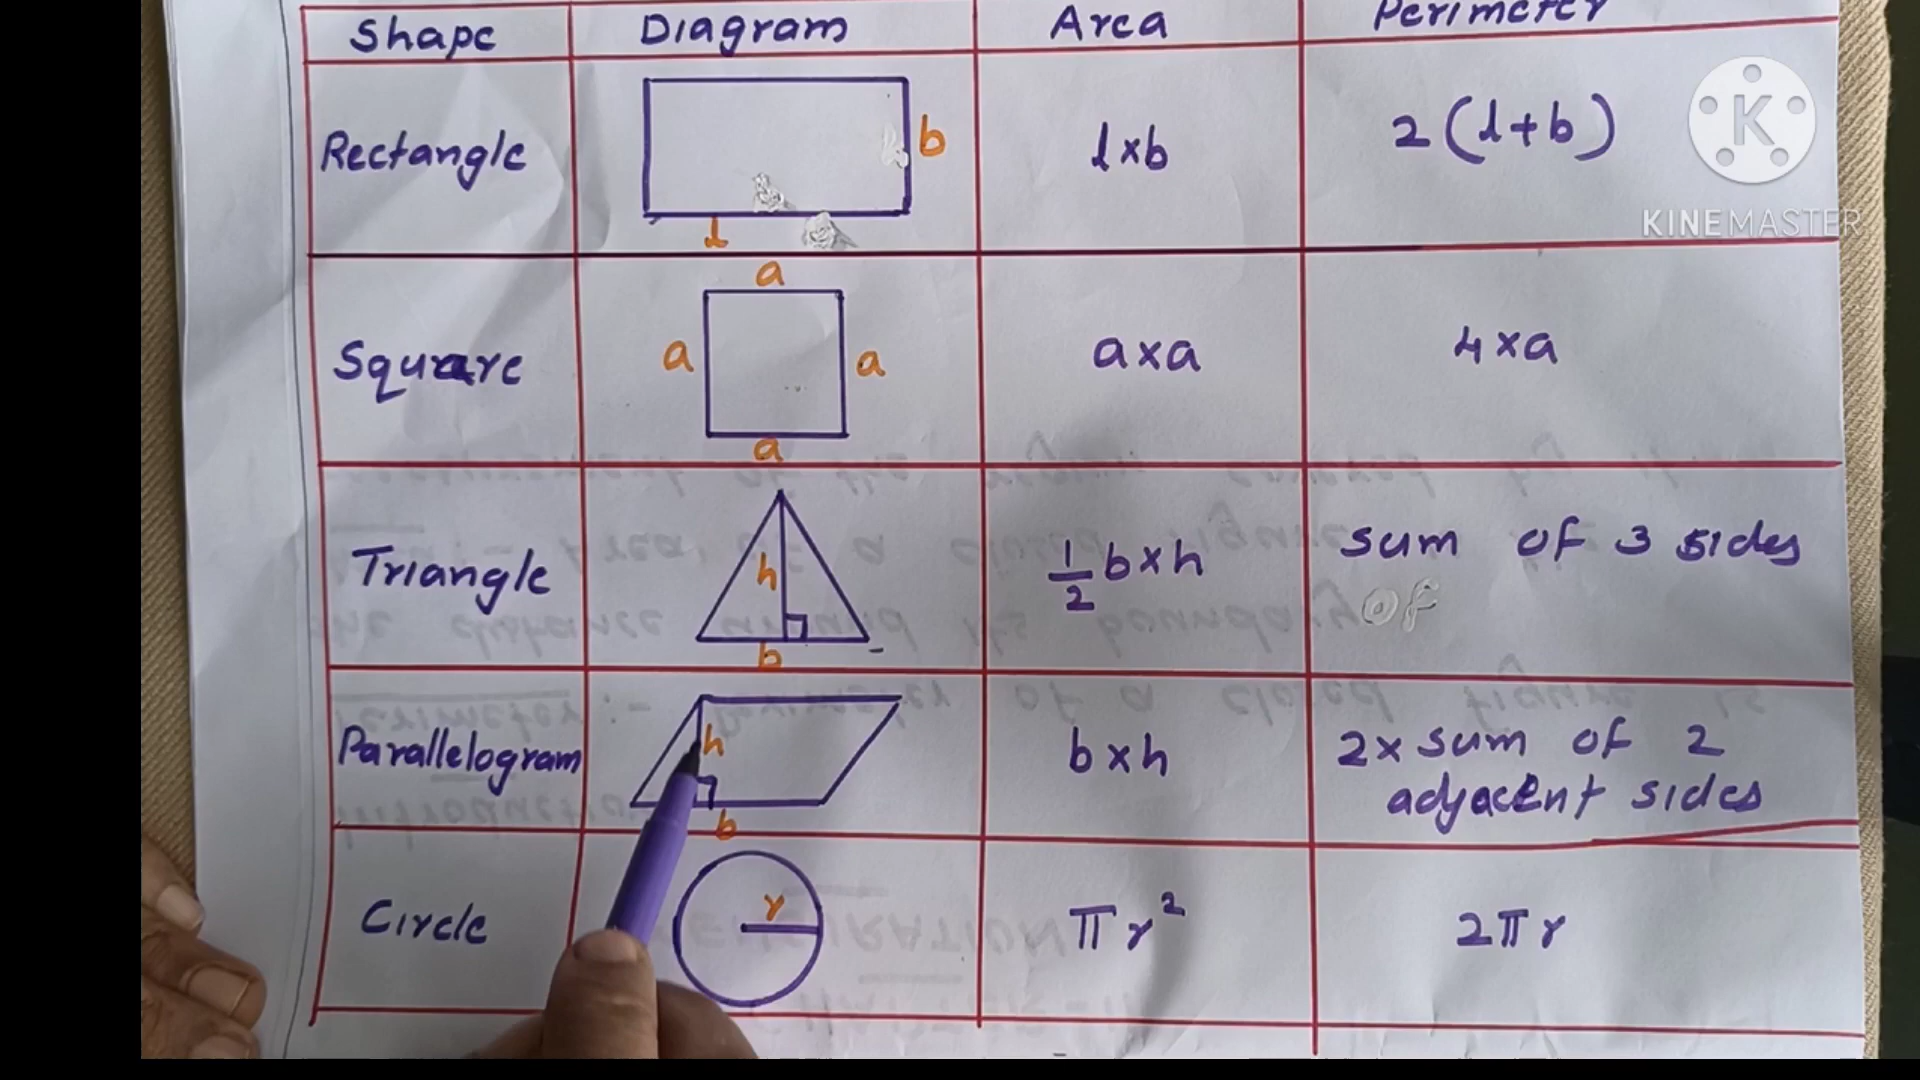 Shape Diagram Area Perimeter
Rectangle b l l×b 2(l+b)
K
KINEMASTER
Square a a a a a×a 4×a
Triangle h b 1/2 b×h sum of 3 sides
of
Parallelogram h b b×h 2× sum of 2
adjacent sides
Circle r πr² 2πr